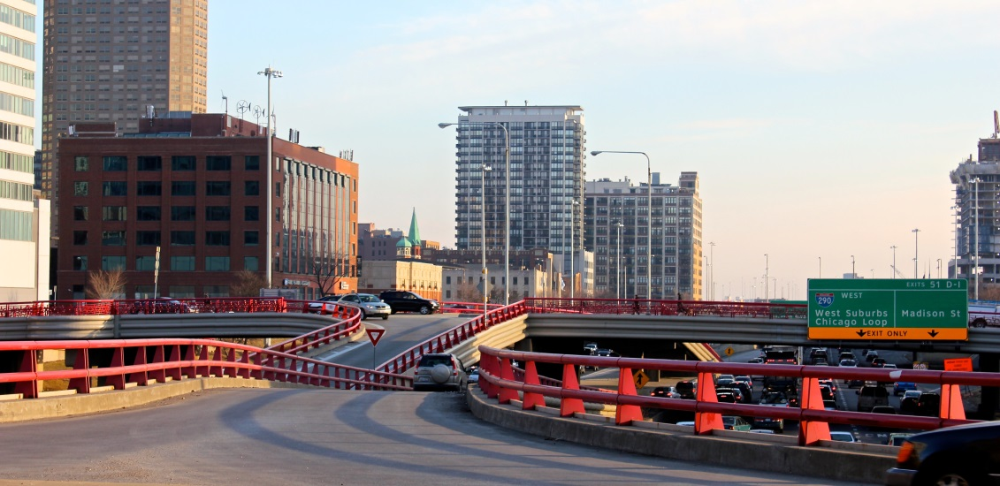 EXITS 51 D-I
WEST
290
West Suburbs
Chicago Loop
Madison St
EXIT ONLY